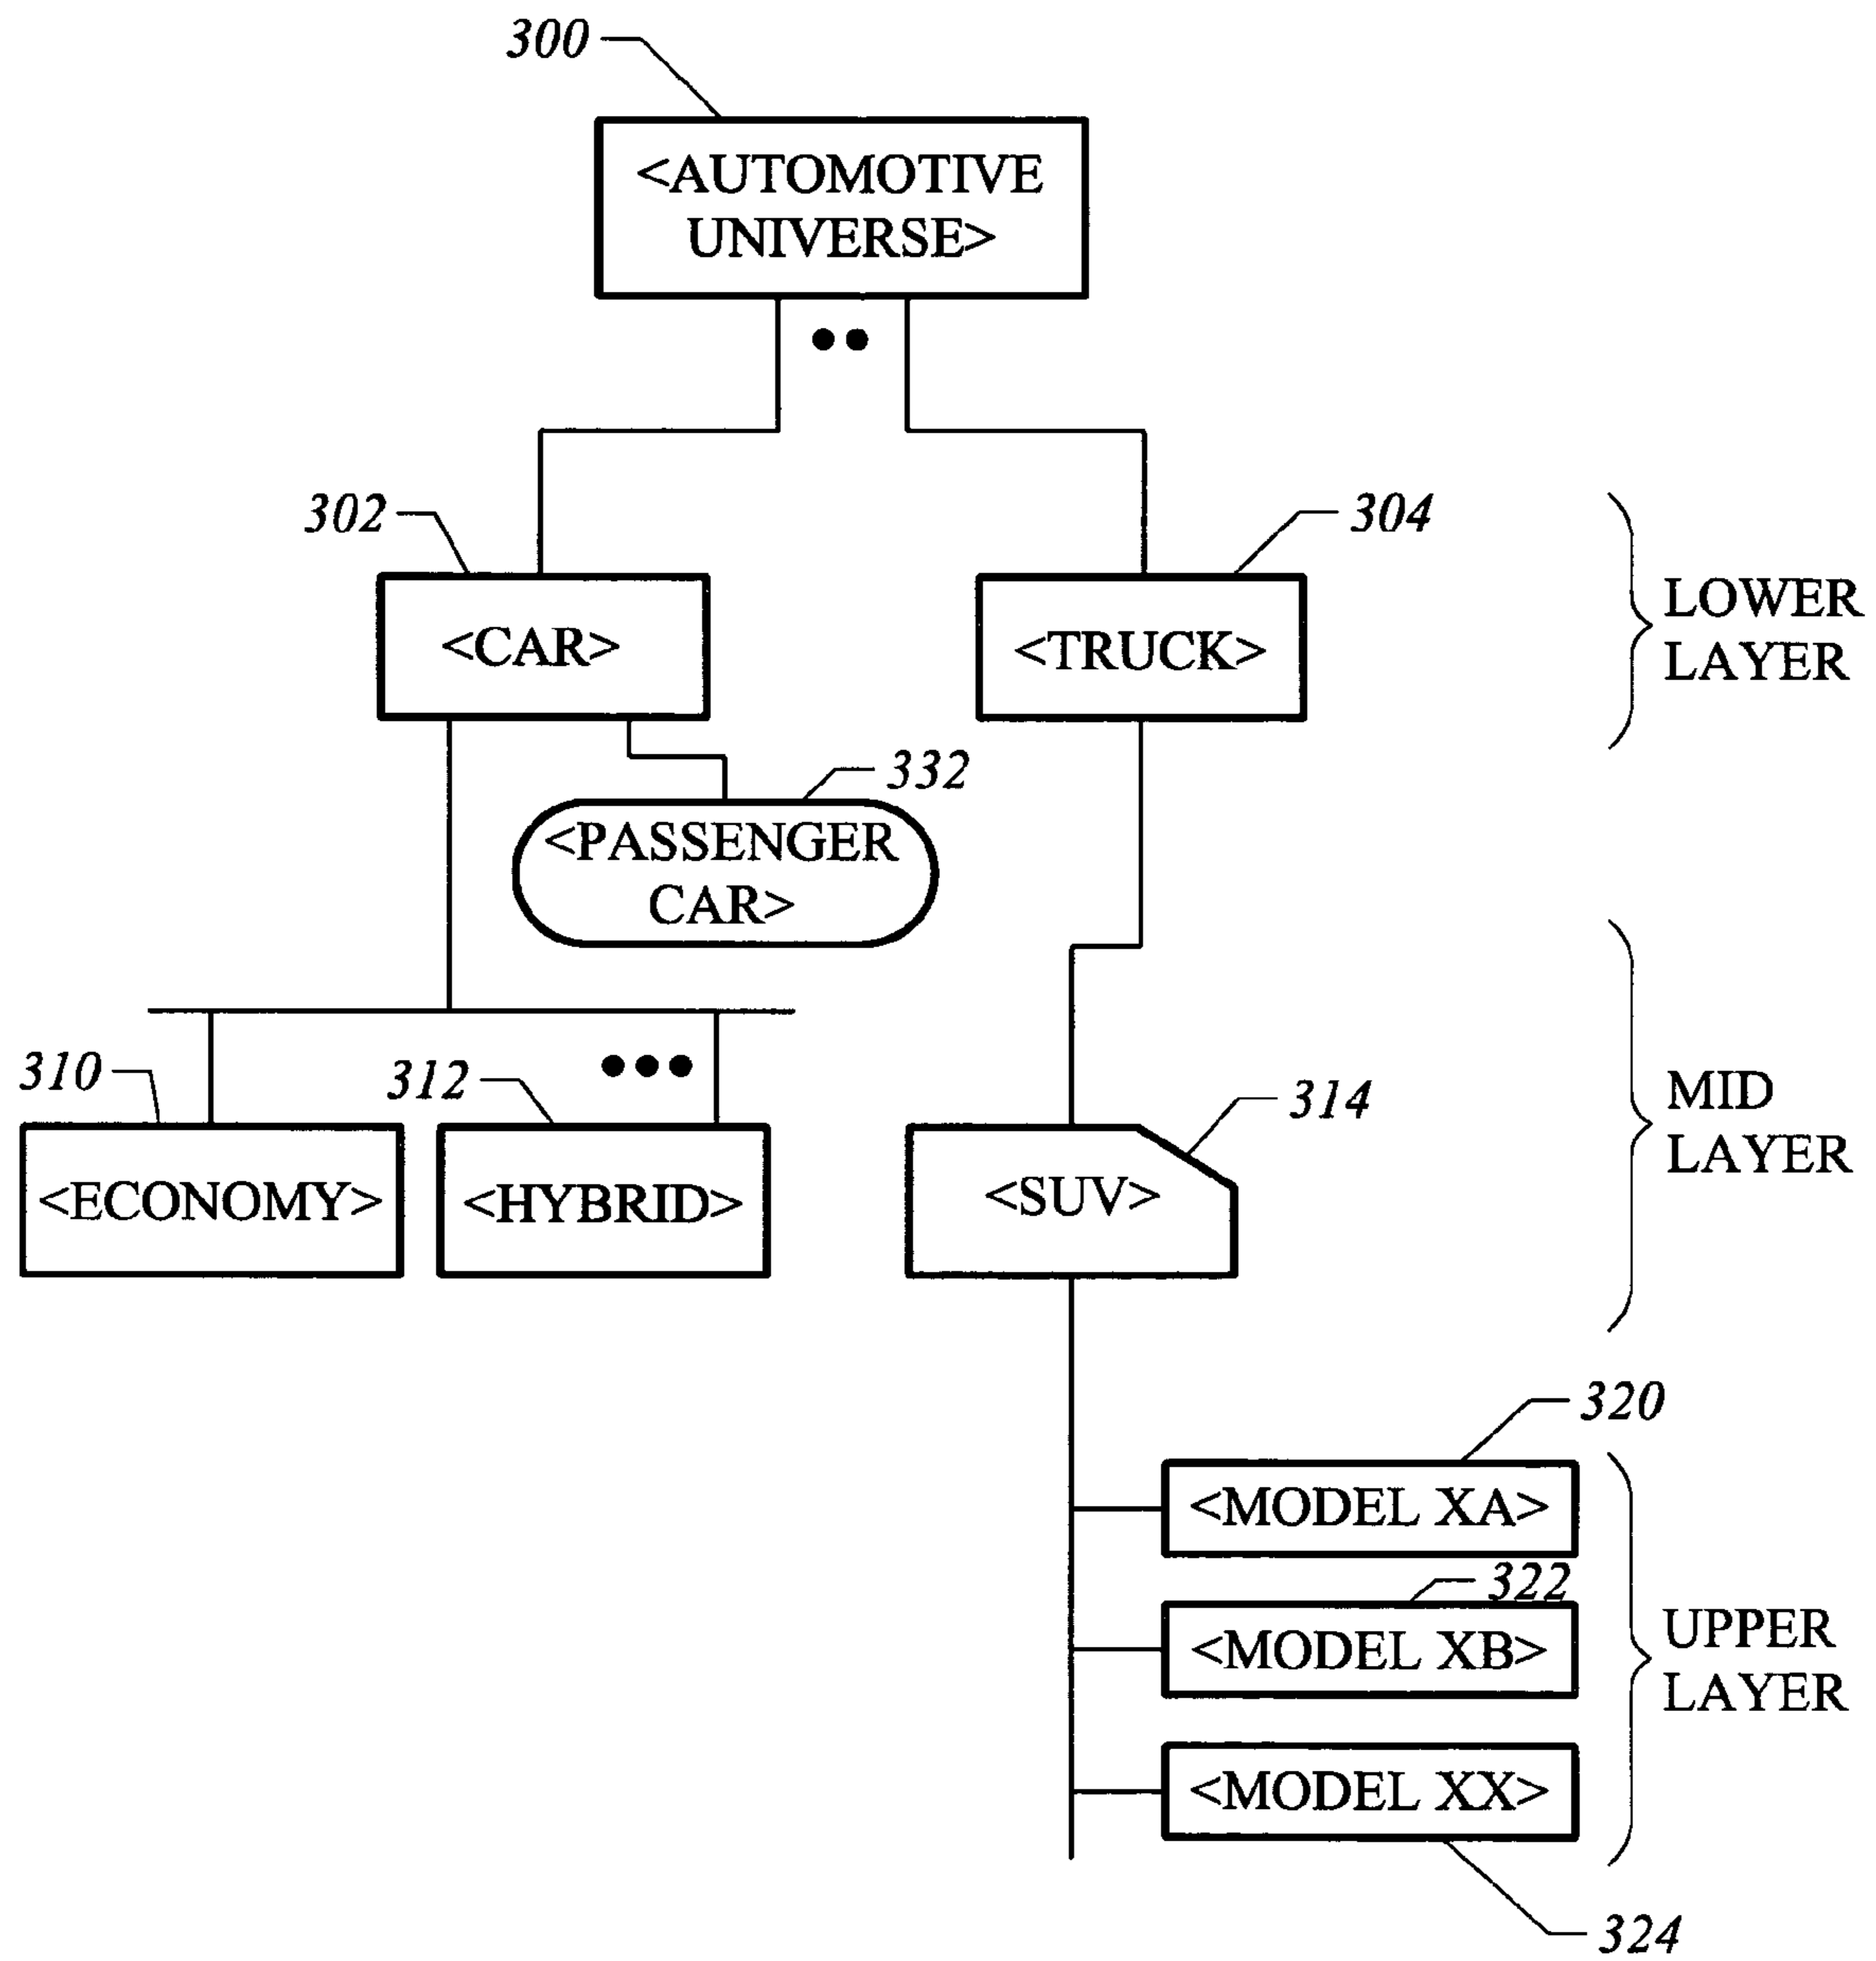 300
<AUTOMOTIVE
UNIVERSE>
302
304
<CAR>
<TRUCK>
LOWER
LAYER
332
<PASSENGER
CAR>
310
312
314
MID
LAYER
<ECONOMY>
<HYBRID>
<SUV>
320
<MODEL XA>
322
<MODEL XB>
UPPER
LAYER
<MODEL XX>
324